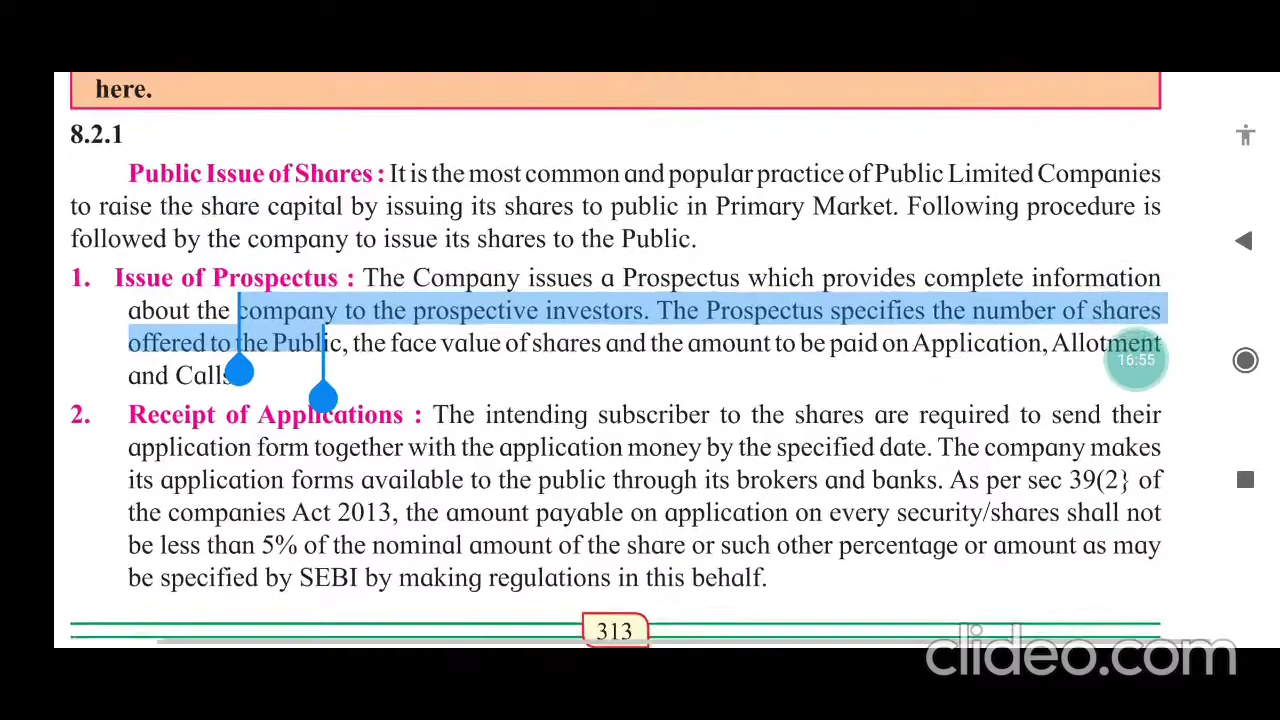 here.
8.2.1
Public Issue of Shares : It is the most common and popular practice of Public Limited Companies
to raise the share capital by issuing its shares to public in Primary Market. Following procedure is
followed by the company to issue its shares to the Public.
1. Issue of Prospectus : The Company issues a Prospectus which provides complete information
about the company to the prospective investors. The Prospectus specifies the number of shares
offered to the Public, the face value of shares and the amount to be paid on Application, Allotment
16:55
and Calls
2. Receipt of Applications : The intending subscriber to the shares are required to send their
application form together with the application money by the specified date. The company makes
its application forms available to the public through its brokers and banks. As per sec 39(2} of
the companies Act 2013, the amount payable on application on every security/shares shall not
be less than 5% of the nominal amount of the share or such other percentage or amount as may
be specified by SEBI by making regulations in this behalf.
313
clideo.com